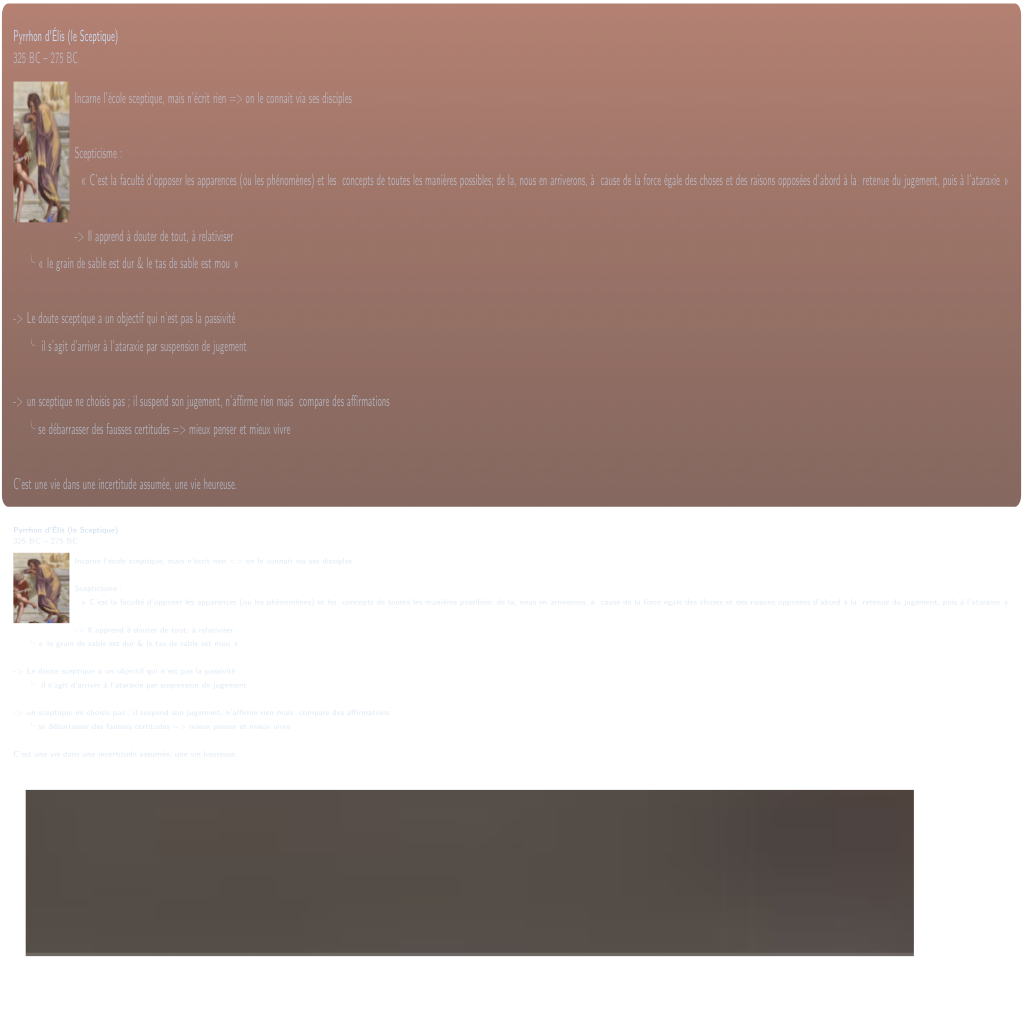 Pyrrhon d'Élis (le Sceptique)
325 BC – 275 BC
Incarne l'école sceptique, mais n'écrit rien => on le connait via ses disciples
Scepticisme :
« C'est la faculté d'opposer les apparences (ou les phénomènes) et les concepts de toutes les manières possibles; de la, nous en arriverons, à cause de la force égale des choses et des raisons opposées d'abord à la retenue du jugement, puis à l'ataraxie »
-> Il apprend à douter de tout, à relativiser
╰ « le grain de sable est dur & le tas de sable est mou »
-> Le doute sceptique a un objectif qui n'est pas la passivité
╰ il s'agit d'arriver à l'ataraxie par suspension de jugement
-> un sceptique ne choisis pas ; il suspend son jugement, n'affirme rien mais compare des affirmations
╰ se débarrasser des fausses certitudes => mieux penser et mieux vivre
C'est une vie dans une incertitude assumée, une vie heureuse.
Pyrrhon d'Élis (le Sceptique)
325 BC – 275 BC
Incarne l'école sceptique, mais n'écrit rien => on le connait via ses disciples
Scepticisme :
« C'est la faculté d'opposer les apparences (ou les phénomènes) et les concepts de toutes les manières possibles; de la, nous en arriverons, à cause de la force égale des choses et des raisons opposées d'abord à la retenue du jugement, puis à l'ataraxie »
-> Il apprend à douter de tout, à relativiser
╰ « le grain de sable est dur & le tas de sable est mou »
-> Le doute sceptique a un objectif qui n'est pas la passivité
╰ il s'agit d'arriver à l'ataraxie par suspension de jugement
-> un sceptique ne choisis pas ; il suspend son jugement, n'affirme rien mais compare des affirmations
╰ se débarrasser des fausses certitudes => mieux penser et mieux vivre
C'est une vie dans une incertitude assumée, une vie heureuse.